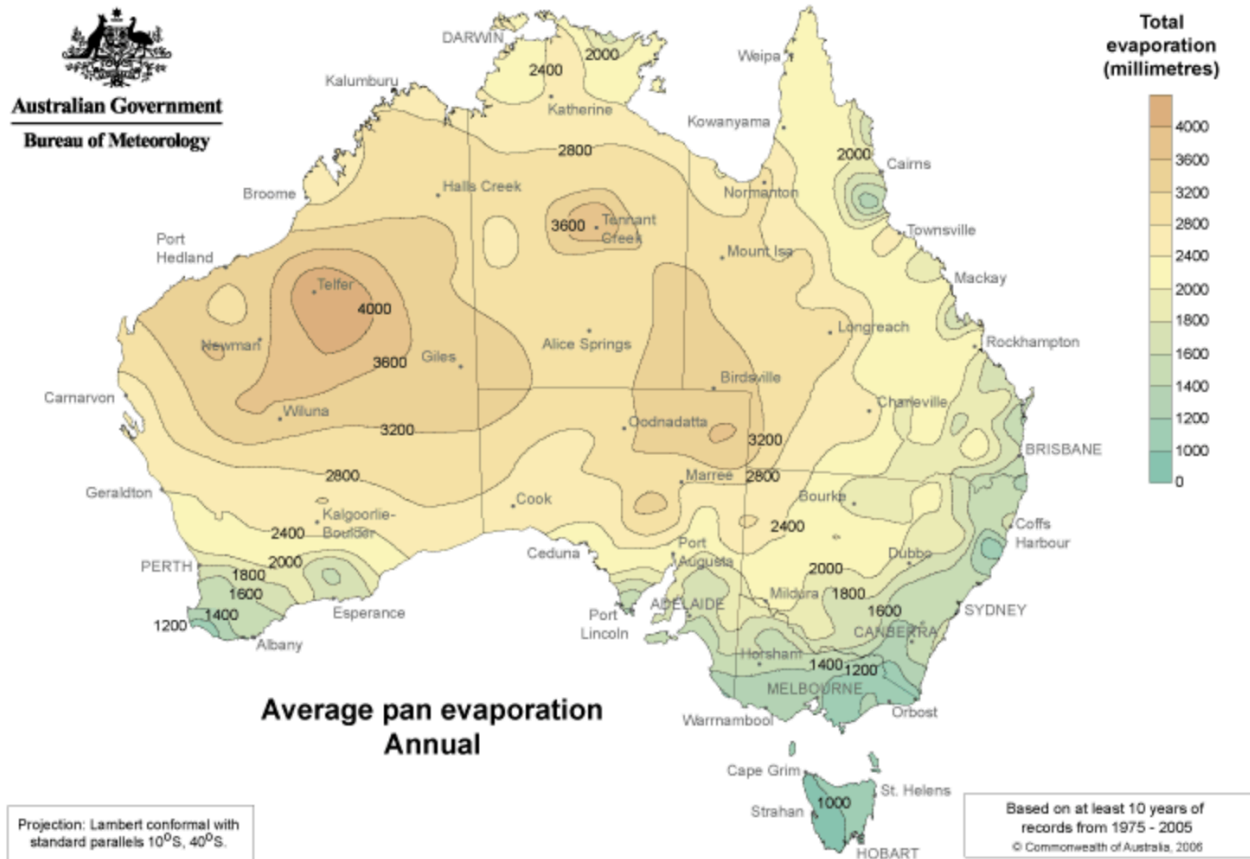 Australian Government
Bureau of Meteorology
Total
evaporation
(millimetres)
4000
3600
3200
2800
2400
2000
1800
1600
1400
1200
1000
0
DARWIN
2000
2400
Weipa
Kalumburu
Katherine
Kowanyama
2800
2000
Cairns
Broome
Halls Creek
Normanton
3600
Tennant
Creek
Townsville
Port
Hedland
Mount Isa
Mackay
Telfer
4000
Longreach
Newman
Alice Springs
Rockhampton
3600
Giles
Birdsville
Carnarvon
Wiluna
Charleville
3200
Oodnadatta
3200
BRISBANE
2800
Marree
2800
Geraldton
Cook
Bourke
Kalgoorlie-
Boulder
2400
2400
Coffs
Harbour
Ceduna
Port
Augusta
Dubbo
PERTH
2000
2000
1800
Mildura
1800
1600
ADELAIDE
1600
SYDNEY
1400
Esperance
Port
Lincoln
1200
CANBERRA
Albany
Horsham
1400
1200
MELBOURNE
Warrnambool
Orbost
Average pan evaporation
Annual
Cape Grim
St. Helens
Strahan
1000
HOBART
Projection: Lambert conformal with
standard parallels 10°S, 40°S.
Based on at least 10 years of
records from 1975 - 2005
© Commonwealth of Australia, 2006